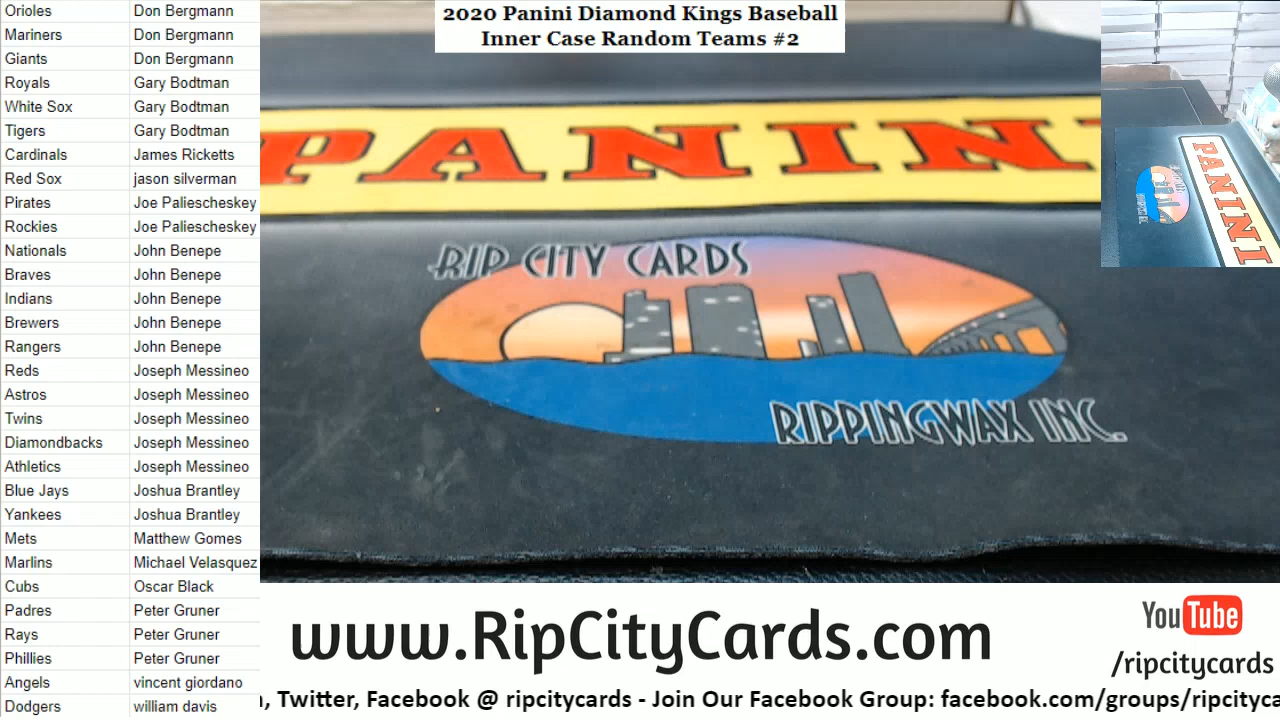 Orioles Don Bergmann
Mariners Don Bergmann
Giants Don Bergmann
Royals Gary Bodtman
White Sox Gary Bodtman
Tigers Gary Bodtman
Cardinals James Ricketts
Red Sox jason silverman
Pirates Joe Paliescheskey
Rockies Joe Paliescheskey
Nationals John Benepe
Braves John Benepe
Indians John Benepe
Brewers John Benepe
Rangers John Benepe
Reds Joseph Messineo
Astros Joseph Messineo
Twins Joseph Messineo
Diamondbacks Joseph Messineo
Athletics Joseph Messineo
Blue Jays Joshua Brantley
Yankees Joshua Brantley
Mets Matthew Gomes
Marlins Michael Velasquez
Cubs Oscar Black
Padres Peter Gruner
Rays Peter Gruner
Phillies Peter Gruner
Angels vincent giordano
Dodgers william davis
2020 Panini Diamond Kings Baseball
Inner Case Random Teams #2
PANINI
RIP CITY CARDS
RIPPINGWAX INC.
PANINI
www.RipCityCards.com
YouTube
/ripcitycards
, Twitter, Facebook @ ripcitycards - Join Our Facebook Group: facebook.com/groups/ripcityca